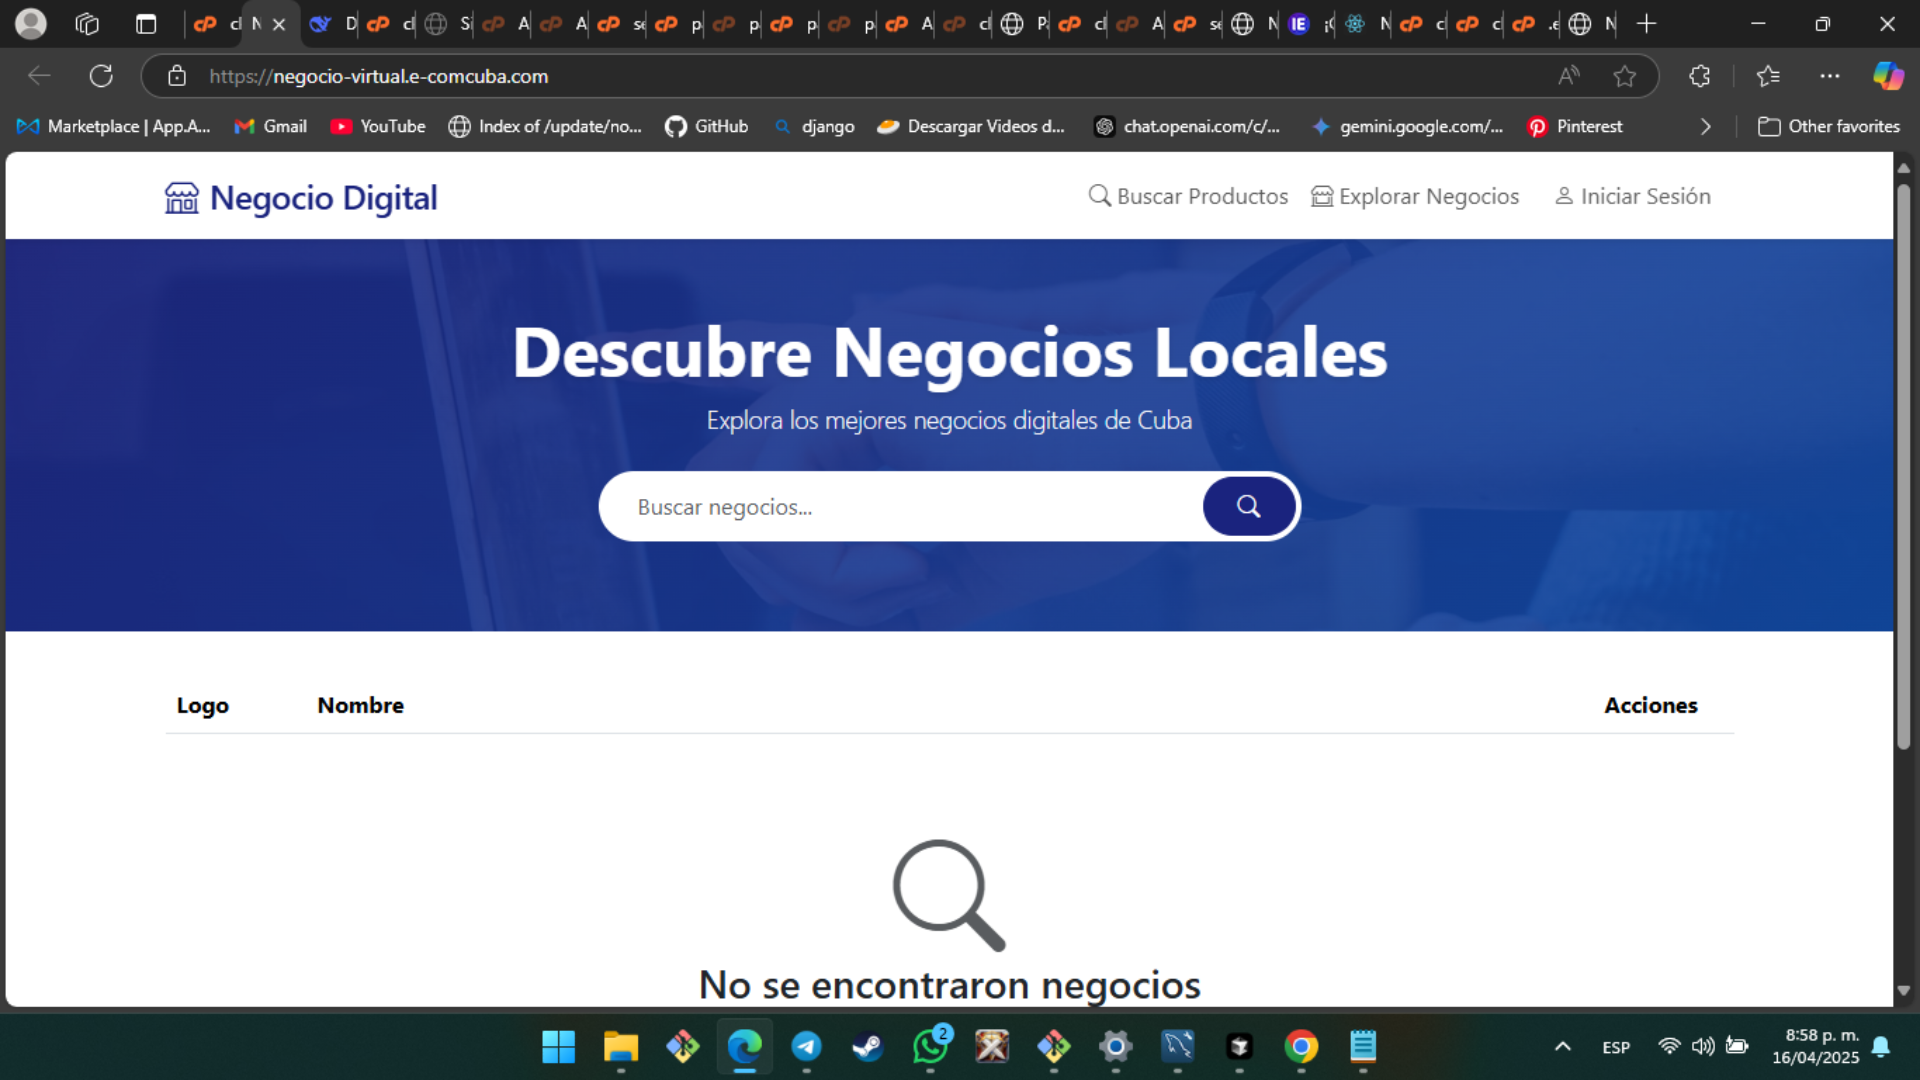 https://negocio-virtual.e-comcuba.com
Marketplace | App.A...
Gmail
YouTube
Index of /update/no...
GitHub
django
Descargar Videos d...
chat.openai.com/c/...
gemini.google.com/...
Pinterest
Other favorites
Negocio Digital
Buscar Productos
Explorar Negocios
Iniciar Sesión
Descubre Negocios Locales
Explora los mejores negocios digitales de Cuba
Buscar negocios...
Logo
Nombre
Acciones
No se encontraron negocios
2
ESP
8:58 p. m.
16/04/2025